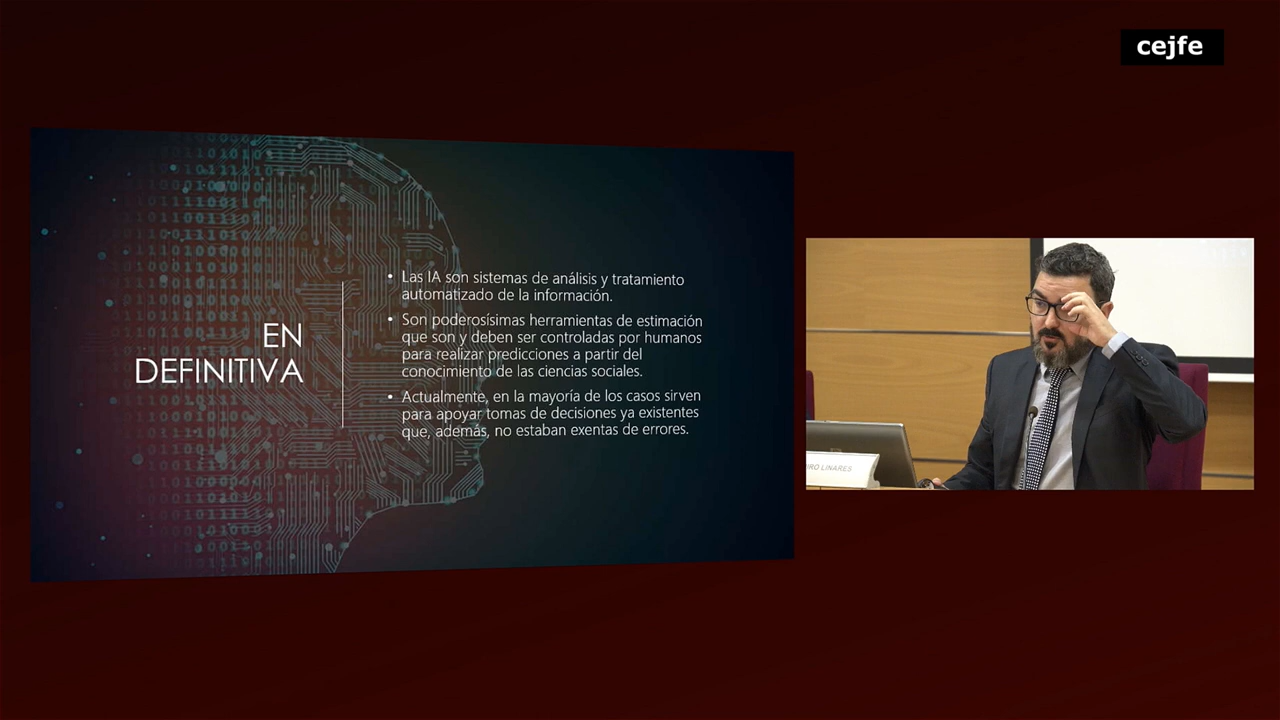 cejfe
EN
DEFINITIVA
• Las IA son sistemas de análisis y tratamiento
automatizado de la información.
• Son poderosísimas herramientas de estimación
que son y deben ser controladas por humanos
para realizar predicciones a partir del
conocimiento de las ciencias sociales.
• Actualmente, en la mayoría de los casos sirven
para apoyar tomas de decisiones ya existentes
que, además, no estaban exentas de errores.
LINARES